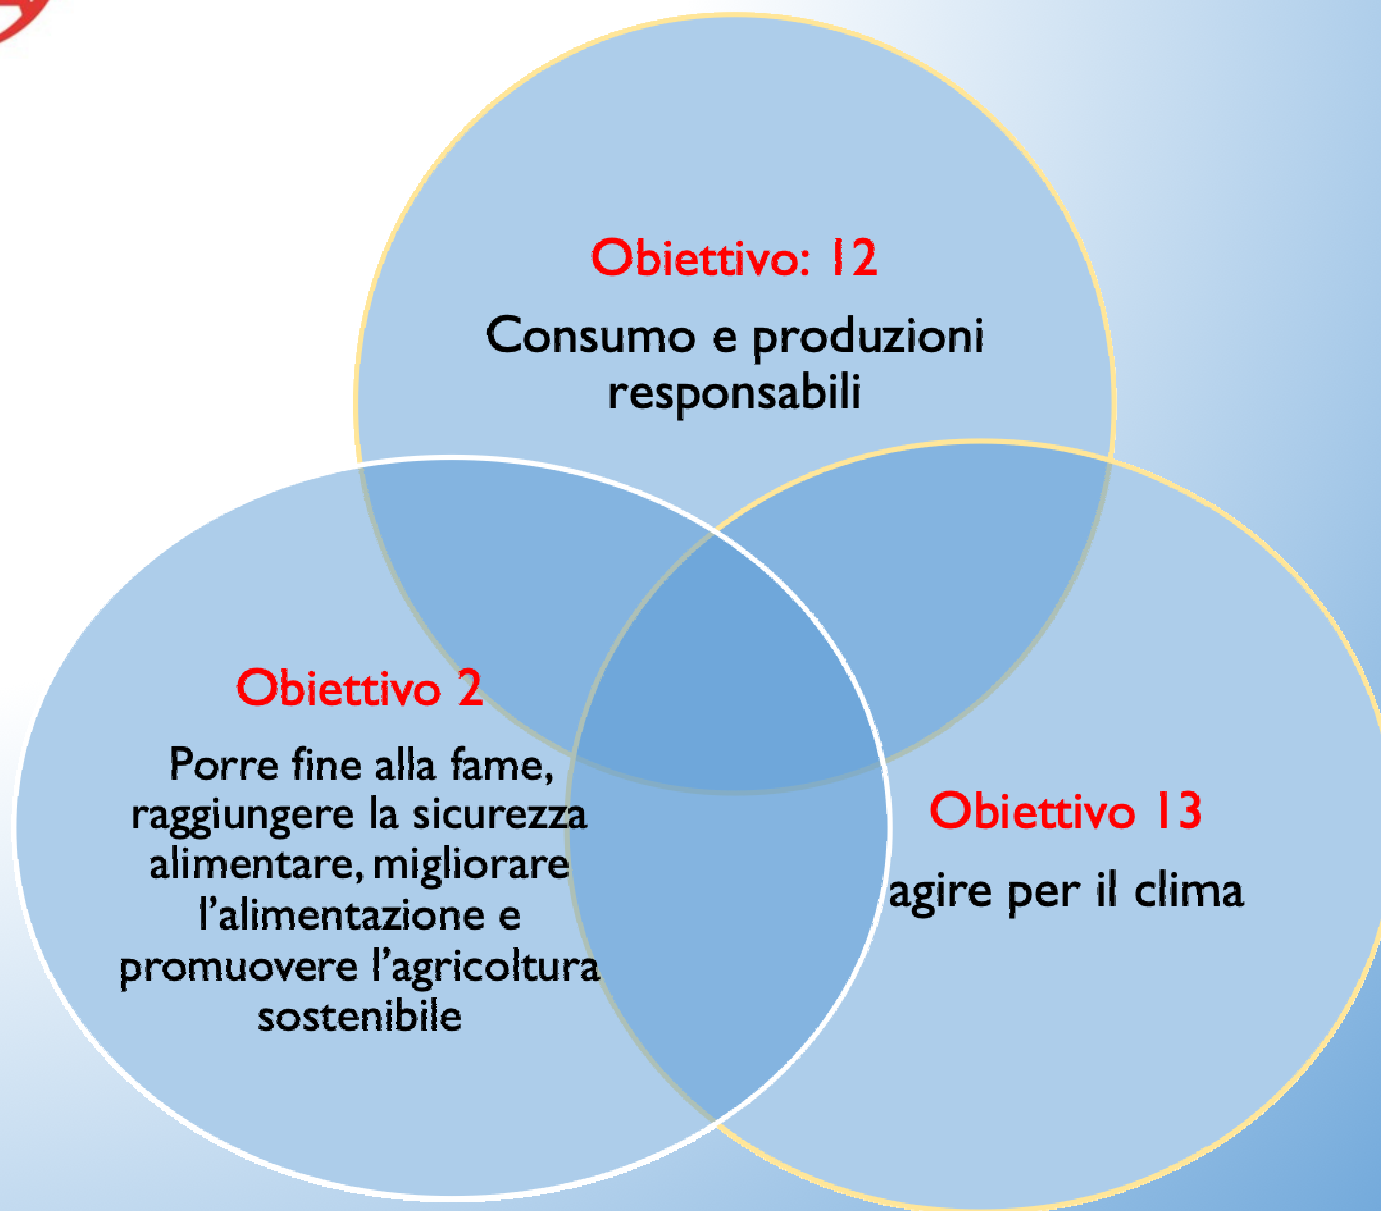 Obiettivo: 12
Consumo e produzioni
responsabili
Obiettivo 2
Porre fine alla fame,
raggiungere la sicurezza
alimentare, migliorare
l’alimentazione e
promuovere l’agricoltura
sostenibile
Obiettivo 13
agire per il clima